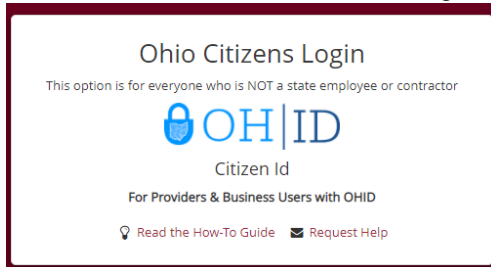 Ohio Citizens Login
This option is for everyone who is NOT a state employee or contractor
OH|ID
Citizen Id
For Providers & Business Users with OHID
Read the How-To Guide Request Help